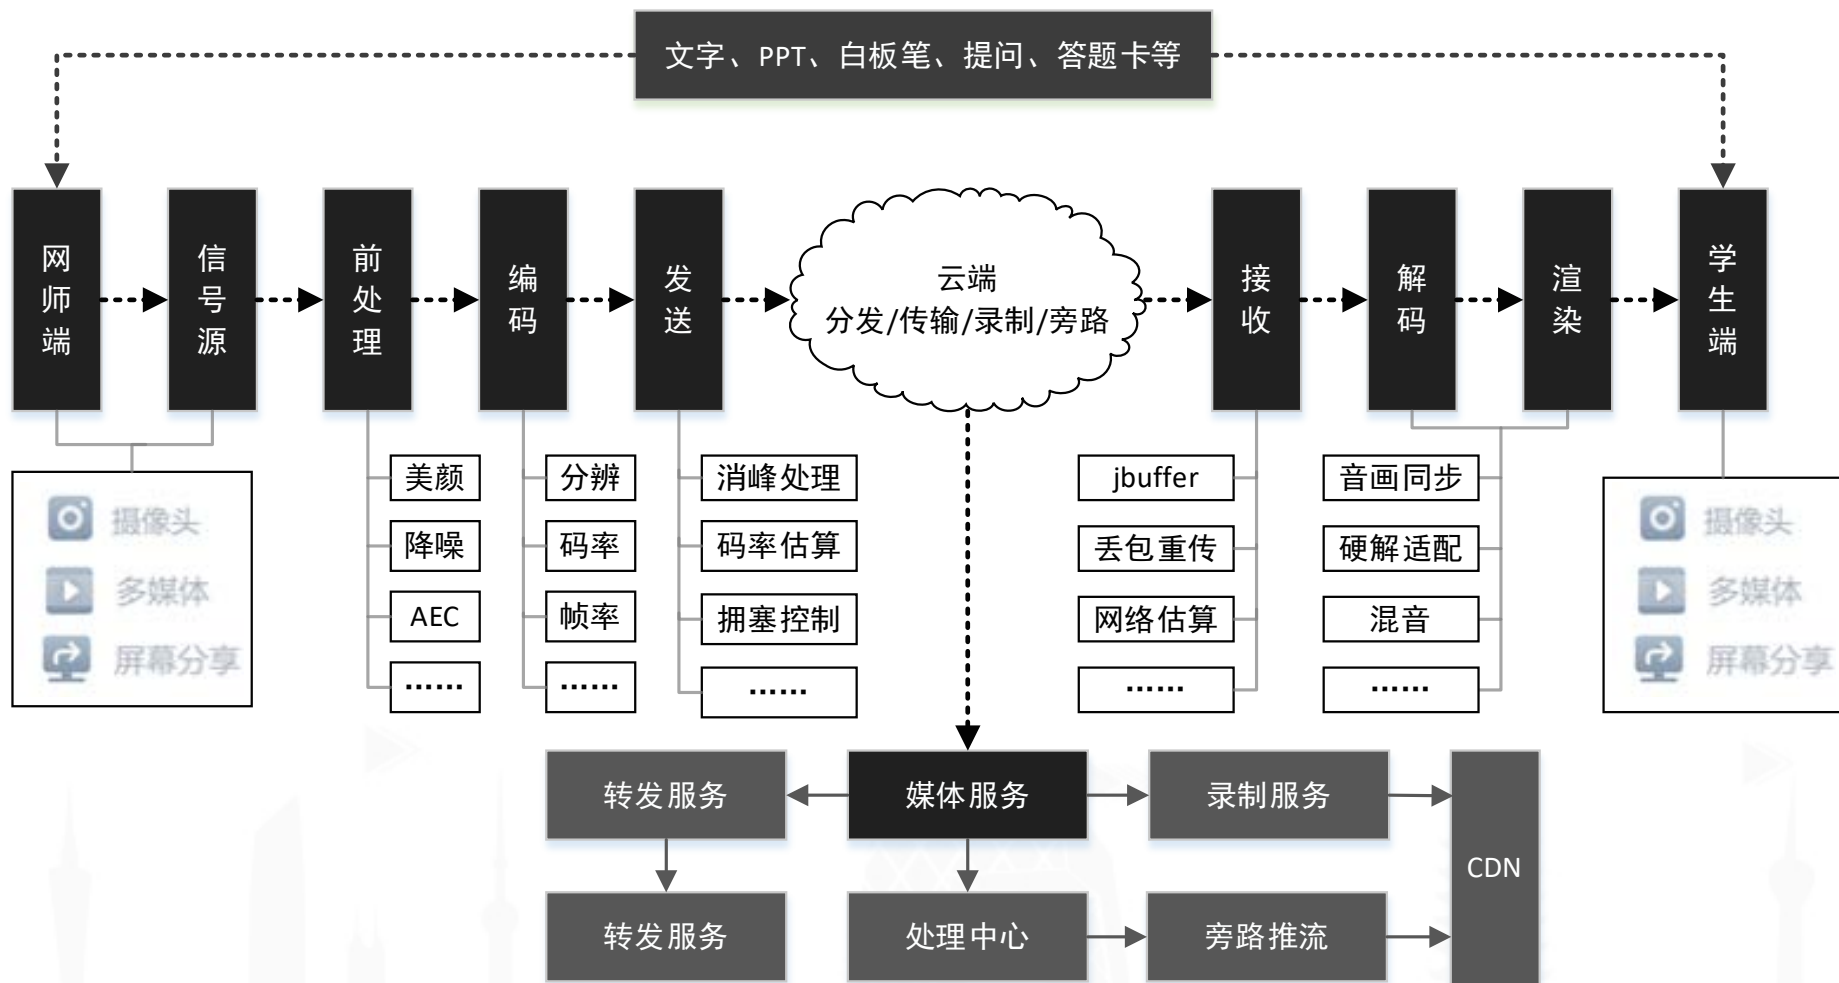 文字、PPT、白板笔、提问、答题卡等
网师端
信号源
前处理
编码
发送
云端
分发/传输/录制/旁路
接收
解码
渲染
学生端
摄像头
多媒体
屏幕分享
美颜
降噪
AEC
······
分辨
码率
帧率
······
消峰处理
码率估算
拥塞控制
······
jbuffer
丢包重传
网络估算
······
音画同步
硬解适配
混音
······
摄像头
多媒体
屏幕分享
转发服务
媒体服务
录制服务
CDN
转发服务
处理中心
旁路推流